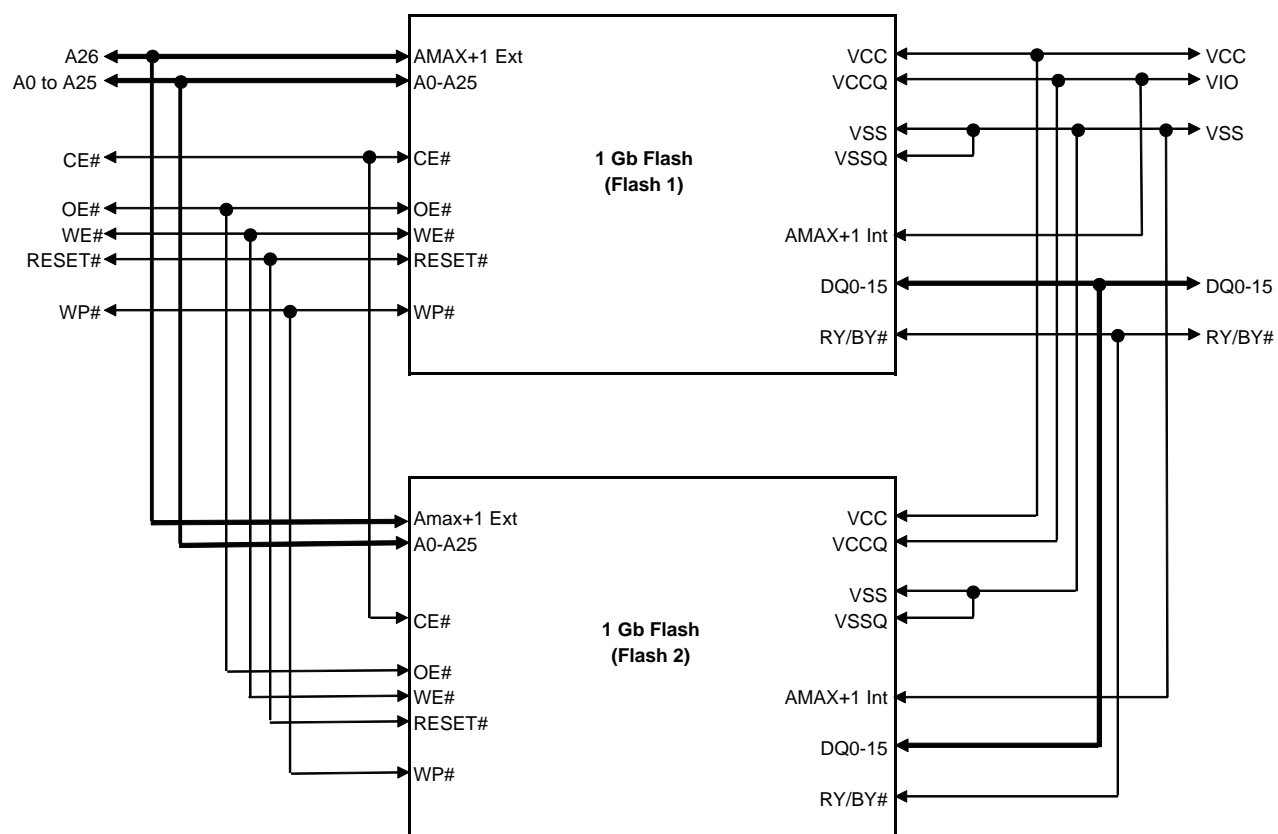 A26
AMAX+1 Ext
VCC
VCC
A0 to A25
A0-A25
VCCQ
VIO
VSS
VSS
CE#
CE#
1 Gb Flash
(Flash 1)
VSSQ
OE#
OE#
WE#
WE#
AMAX+1 Int
RESET#
RESET#
DQ0-15
DQ0-15
WP#
WP#
RY/BY#
RY/BY#
Amax+1 Ext
VCC
A0-A25
VCCQ
VSS
CE#
VSSQ
1 Gb Flash
(Flash 2)
OE#
WE#
AMAX+1 Int
RESET#
DQ0-15
WP#
RY/BY#